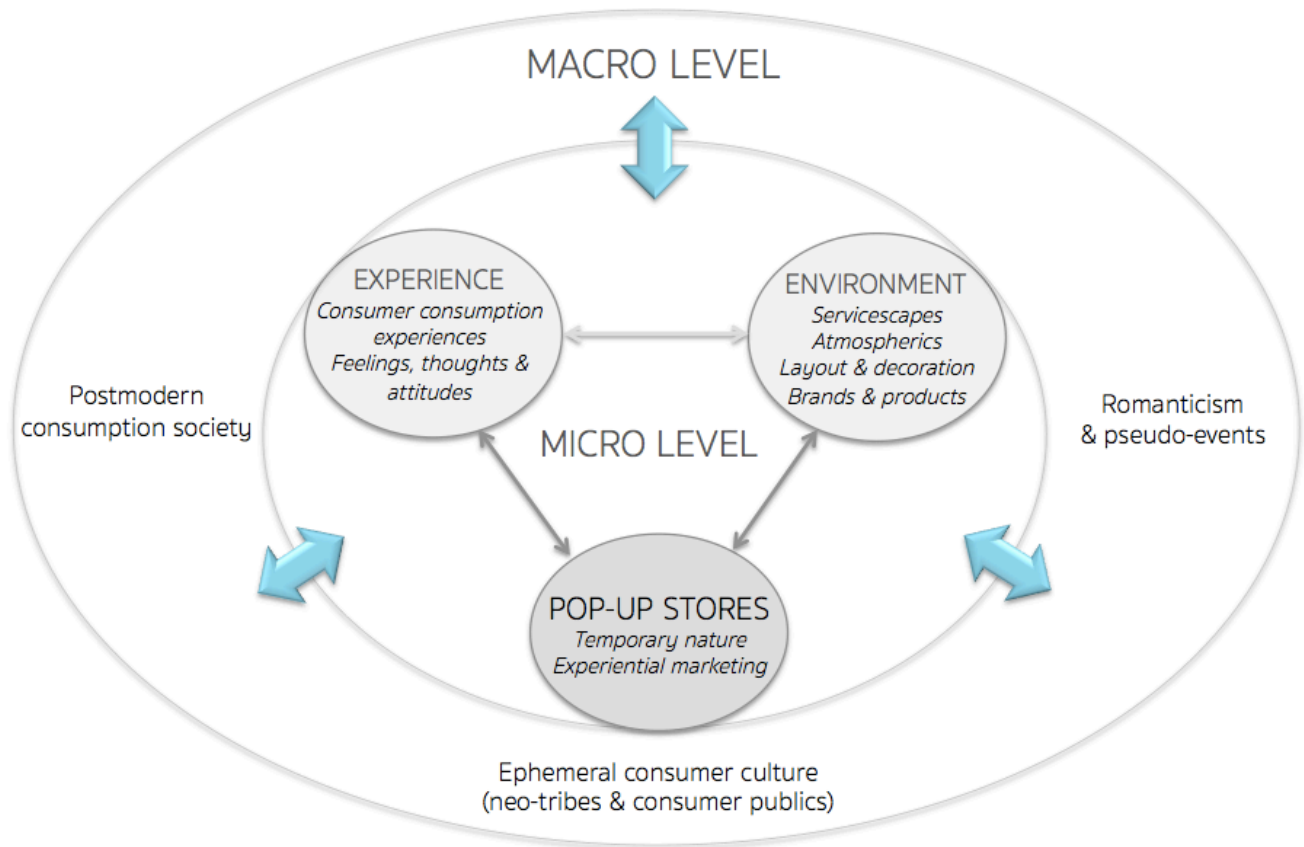 MACRO LEVEL
EXPERIENCE
Consumer consumption
experiences
Feelings, thoughts &
attitudes
ENVIRONMENT
Servicescapes
Atmospherics
Layout & decoration
Brands & products
Postmodern
consumption society
MICRO LEVEL
Romanticism
& pseudo-events
POP-UP STORES
Temporary nature
Experiential marketing
Ephemeral consumer culture
(neo-tribes & consumer publics)